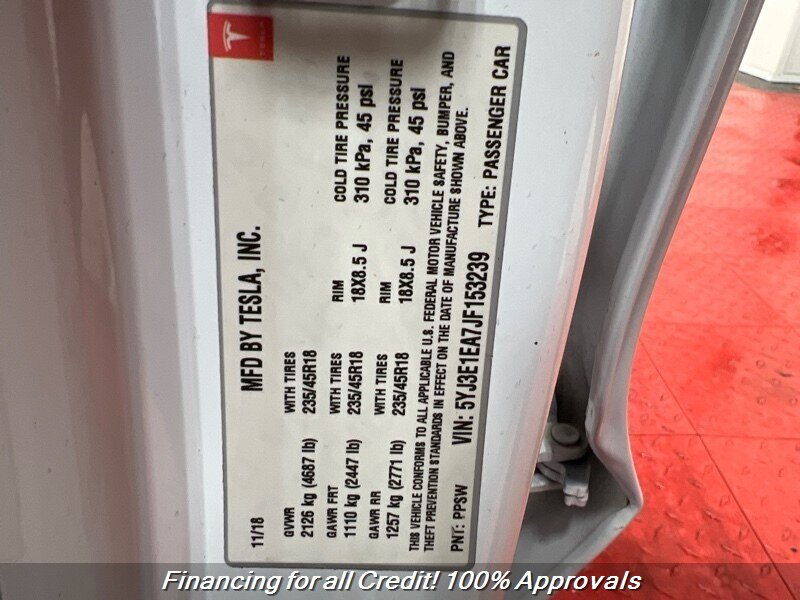 TESLA
MFD BY TESLA, INC.
11/18
GVWR
2126 kg (4687 lb)
WITH TIRES
235/45R18
RIM
18X8.5 J
COLD TIRE PRESSURE
310 kPa, 45 psi
GAWR FRT
1110 kg (2447 lb)
WITH TIRES
235/45R18
GAWR RR
1257 kg (2771 lb)
WITH TIRES
235/45R18
RIM
18X8.5 J
COLD TIRE PRESSURE
310 kPa, 45 psi
THIS VEHICLE CONFORMS TO ALL APPLICABLE U.S. FEDERAL MOTOR VEHICLE SAFETY, BUMPER, AND
THEFT PREVENTION STANDARDS IN EFFECT ON THE DATE OF MANUFACTURE SHOWN ABOVE.
PNT: PPSW VIN: 5YJ3E1EA7JF153239 TYPE: PASSENGER CAR
Financing for all Credit! 100% Approvals